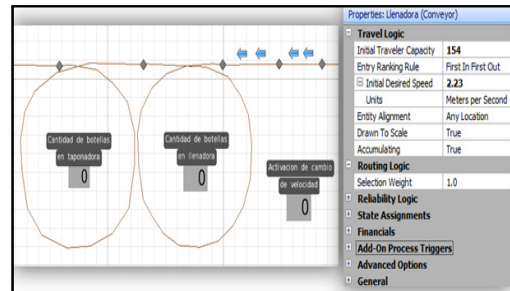 Cantidad de botellas
en taponadora
0
Cantidad de botellas
en llenadora
0
Activacion de cambio
de velocidad
0
Properties: Llenadora (Conveyor)
Travel Logic
Initial Traveler Capacity 154
Entry Ranking Rule First In First Out
Initial Desired Speed 2.23
Units Meters per Second
Entity Alignment Any Location
Drawn To Scale True
Accumulating True
Routing Logic
Selection Weight 1.0
Reliability Logic
State Assignments
Financials
Add-On Process Triggers
Advanced Options
General